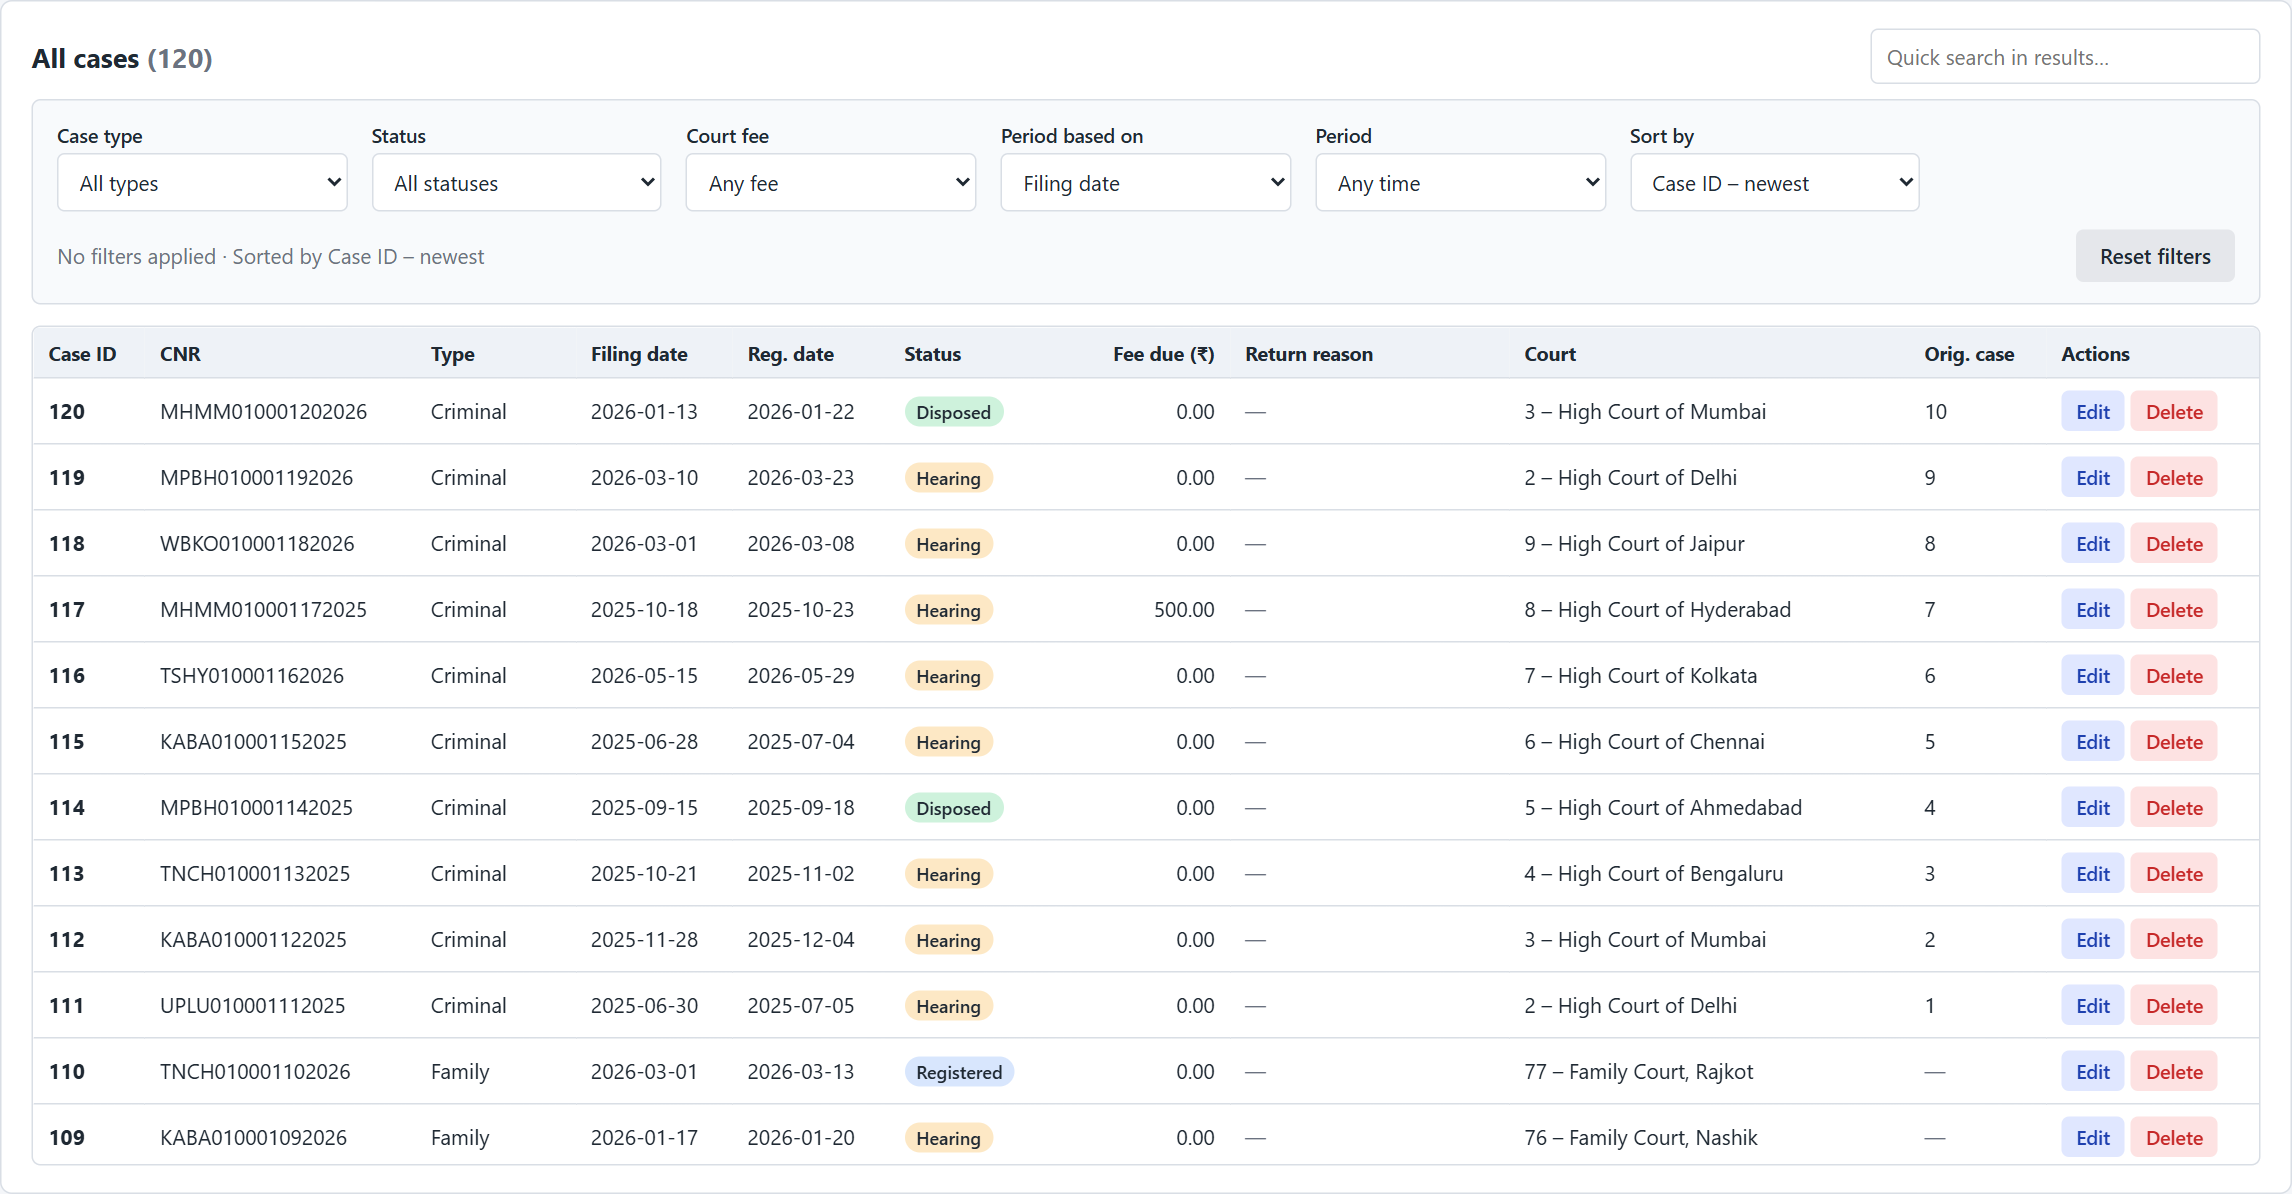 All cases (120)
Quick search in results...
Case type Status Court fee Period based on Period Sort by
All types All statuses Any fee Filing date Any time Case ID – newest
No filters applied · Sorted by Case ID – newest Reset filters
Case ID CNR Type Filing date Reg. date Status Fee due (₹) Return reason Court Orig. case Actions
120 MHMM010001202026 Criminal 2026-01-13 2026-01-22 Disposed 0.00 — 3 – High Court of Mumbai 10 Edit Delete
119 MPBH010001192026 Criminal 2026-03-10 2026-03-23 Hearing 0.00 — 2 – High Court of Delhi 9 Edit Delete
118 WBKO010001182026 Criminal 2026-03-01 2026-03-08 Hearing 0.00 — 9 – High Court of Jaipur 8 Edit Delete
117 MHMM010001172025 Criminal 2025-10-18 2025-10-23 Hearing 500.00 — 8 – High Court of Hyderabad 7 Edit Delete
116 TSHY010001162026 Criminal 2026-05-15 2026-05-29 Hearing 0.00 — 7 – High Court of Kolkata 6 Edit Delete
115 KABA010001152025 Criminal 2025-06-28 2025-07-04 Hearing 0.00 — 6 – High Court of Chennai 5 Edit Delete
114 MPBH010001142025 Criminal 2025-09-15 2025-09-18 Disposed 0.00 — 5 – High Court of Ahmedabad 4 Edit Delete
113 TNCH010001132025 Criminal 2025-10-21 2025-11-02 Hearing 0.00 — 4 – High Court of Bengaluru 3 Edit Delete
112 KABA010001122025 Criminal 2025-11-28 2025-12-04 Hearing 0.00 — 3 – High Court of Mumbai 2 Edit Delete
111 UPLU010001112025 Criminal 2025-06-30 2025-07-05 Hearing 0.00 — 2 – High Court of Delhi 1 Edit Delete
110 TNCH010001102026 Family 2026-03-01 2026-03-13 Registered 0.00 — 77 – Family Court, Rajkot — Edit Delete
109 KABA010001092026 Family 2026-01-17 2026-01-20 Hearing 0.00 — 76 – Family Court, Nashik — Edit Delete